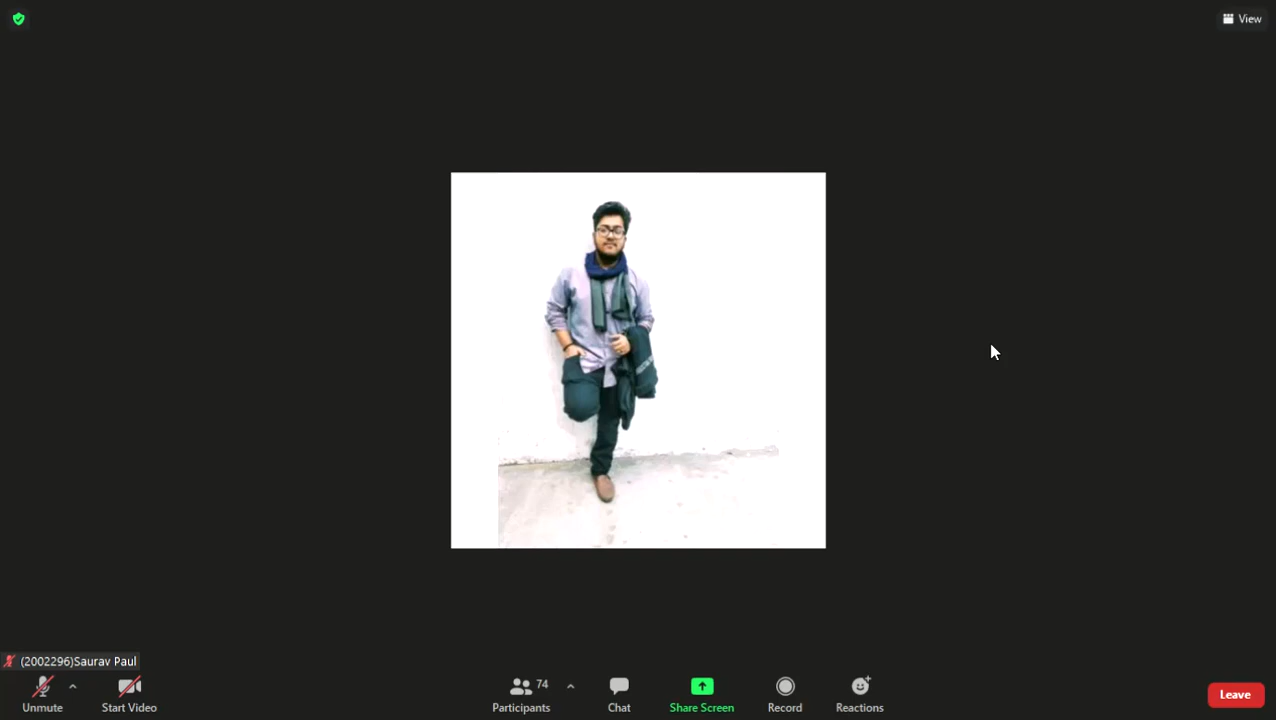 View
(2002296)Saurav Paul
Unmute
Start Video
Participants
74
Chat
Share Screen
Record
Reactions
Leave